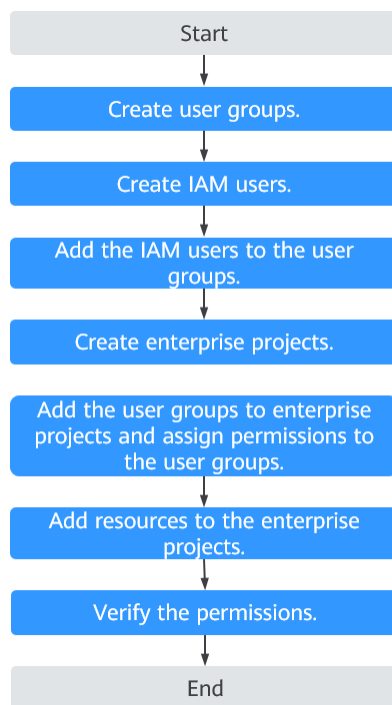 Start
Create user groups.
Create IAM users.
Add the IAM users to the user
groups.
Create enterprise projects.
Add the user groups to enterprise
projects and assign permissions to
the user groups.
Add resources to the enterprise
projects.
Verify the permissions.
End